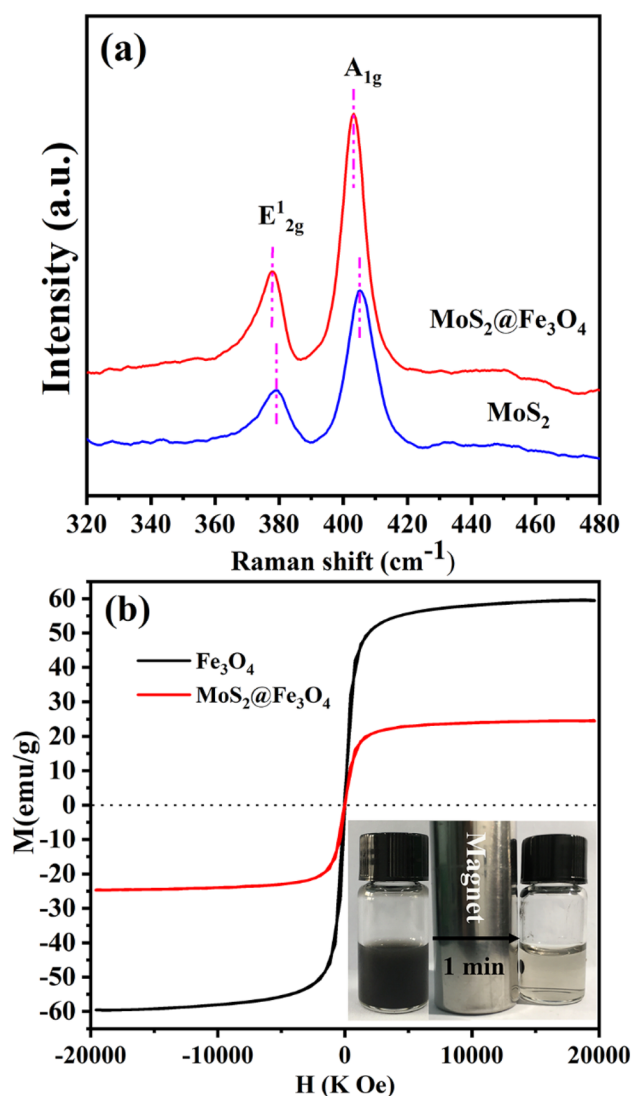 (a)
A1g
E¹2g
MoS2@Fe3O4
MoS2
Intensity (a.u.)
320 340 360 380 400 420 440 460 480
Raman shift (cm⁻¹)
(b)
60
50
40
30
20
10
0
-10
-20
-30
-40
-50
-60
Fe3O4
MoS2@Fe3O4
M(emu/g)
Magnet
1 min
-20000 -10000 0 10000 20000
H (K Oe)